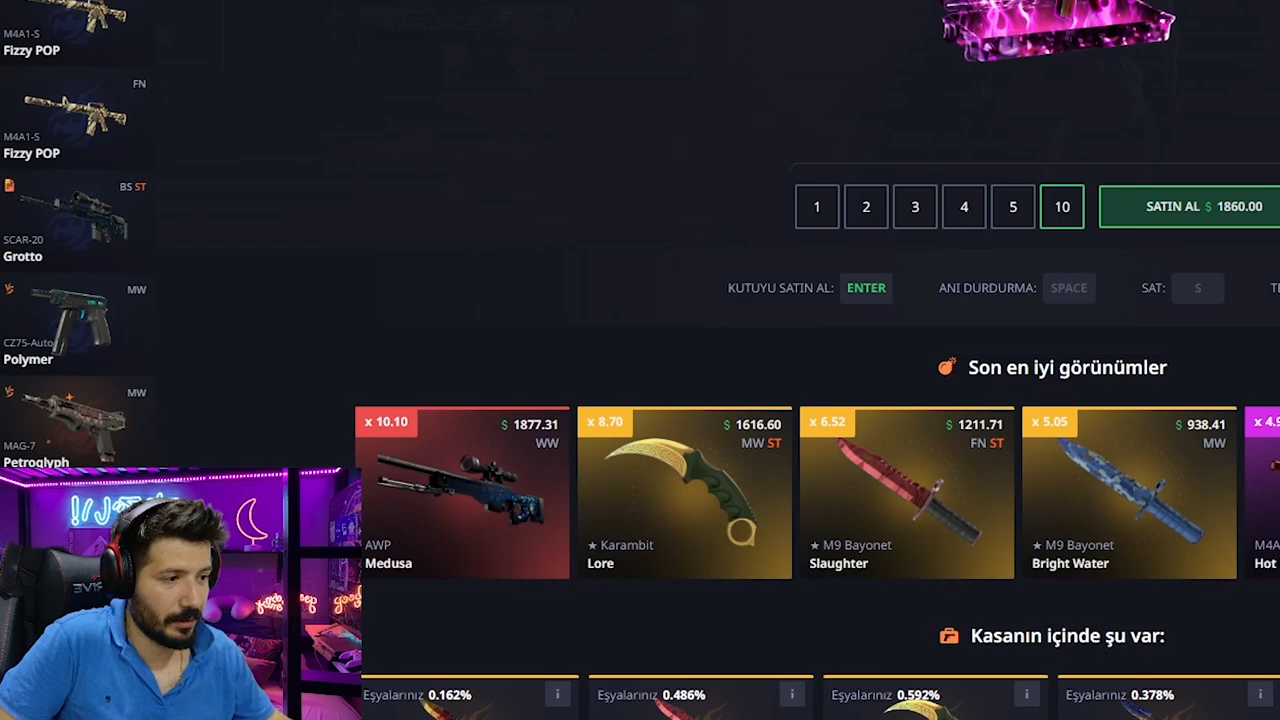 M4A1-S
Fizzy POP
FN
M4A1-S
Fizzy POP
BS ST
SCAR-20
Grotto
MW
CZ75-Auto
Polymer
MW
MAG-7
Petroglyph
1 2 3 4 5 10
SATIN AL $ 1860.00
KUTUYU SATIN AL: ENTER
ANI DURDURMA: SPACE
SAT: S
Son en iyi görünümler
x 10.10
$ 1877.31
WW
AWP
Medusa
x 8.70
$ 1616.60
MW ST
★ Karambit
Lore
x 6.52
$ 1211.71
FN ST
★ M9 Bayonet
Slaughter
x 5.05
$ 938.41
MW
★ M9 Bayonet
Bright Water
Hot
Kasanın içinde şu var:
Eşyalarınız 0.162% i
Eşyalarınız 0.486% i
Eşyalarınız 0.592% i
Eşyalarınız 0.378% i